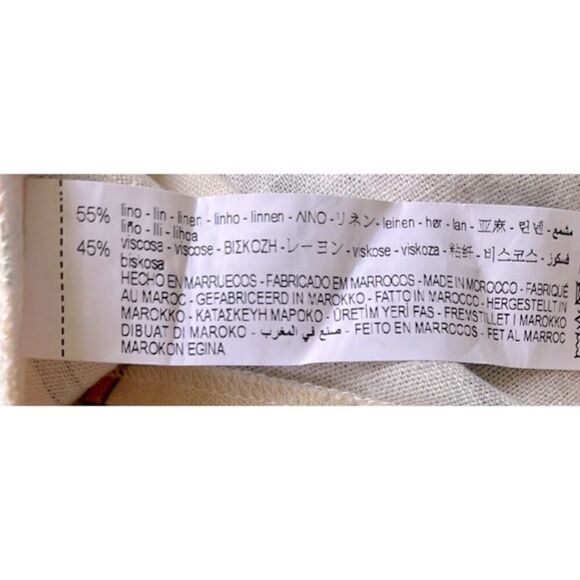 55% lino - lin - linen - linho - linnen - ΛΙΝΟ - リネン - leinen - hør - lan - 亚麻 - 린넨 - مشمع
liño - lli - lihoa
45% viscosa - viscose - ΒΙΣΚΟΖΗ - レーヨン - viskose - viskoza - 粘纤 - 비스코스 - فسكوز
biskosa
HECHO EN MARRUECOS - FABRICADO EM MARROCOS - MADE IN MOROCCO - FABRIQUÉ
AU MAROC - GEFABRICEERD IN MAROKKO - FATTO IN MAROCCO - HERGESTELLT IN
MAROKKO - ΚΑΤΑΣΚΕΥΗ ΜΑΡΟΚΟ - ÜRETİM YERİ FAS - FREYSTILLET I MAROKKO
DIBUAT DI MAROKO - صنع في المغرب - FEITO EN MARROCOS - FET AL MARROC
MAROKON EGINA